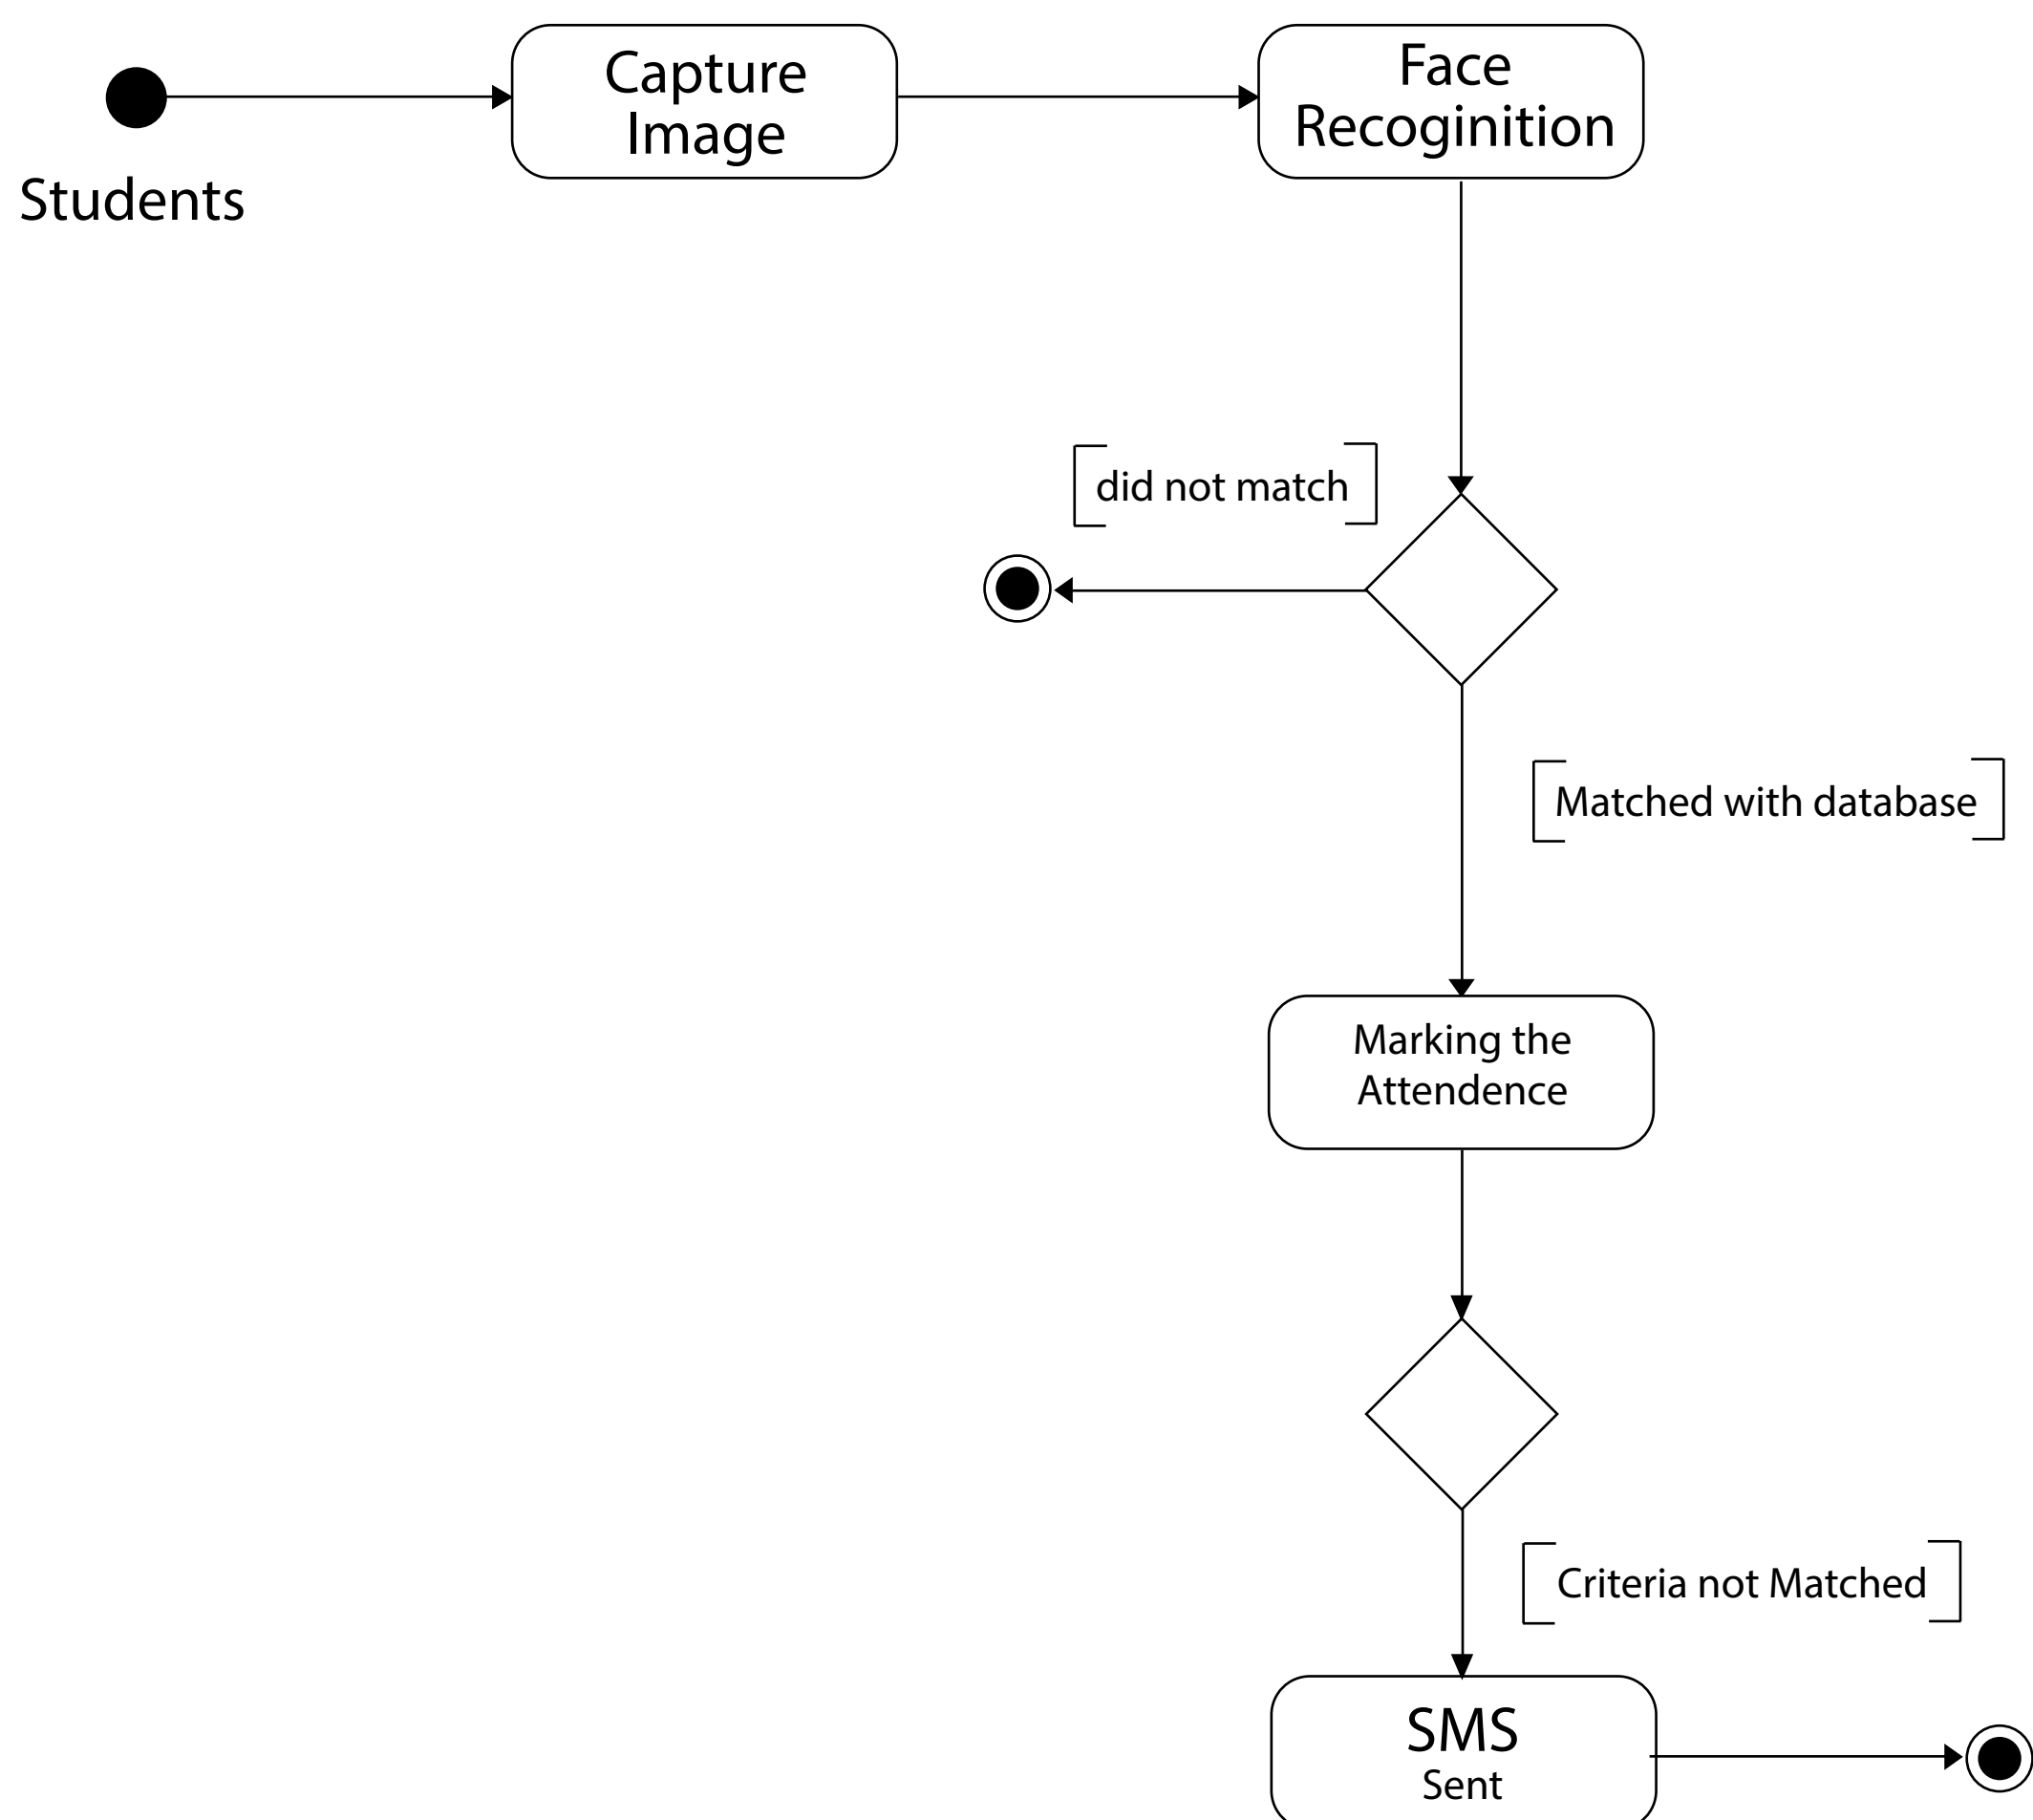 Capture
Image
Face
Recoginition
Students
did not match
Matched with database
Marking the
Attendence
Criteria not Matched
SMS
Sent